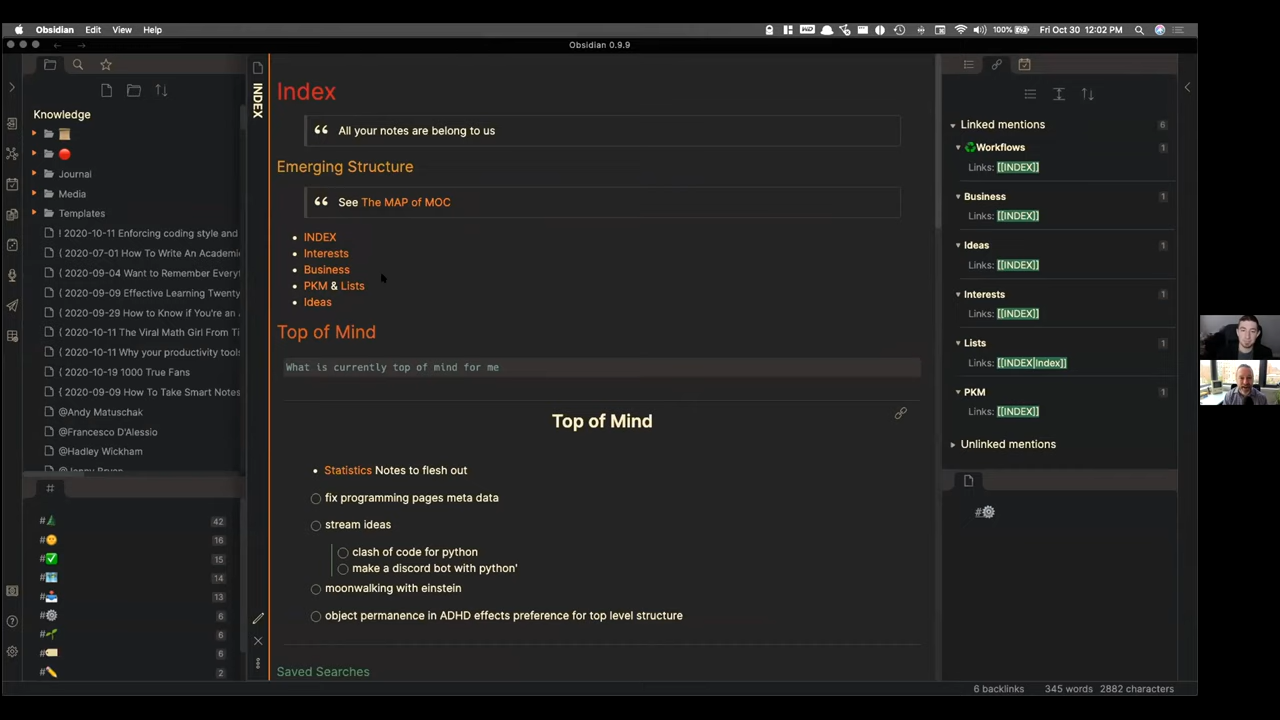 Obsidian Edit View Help 100% Fri Oct 30 12:02 PM
Obsidian 0.9.9
Knowledge
Journal
Media
Templates
! 2020-10-11 Enforcing coding style and
( 2020-07-01 How To Write An Academi
( 2020-09-04 Want to Remember Every
( 2020-09-09 Effective Learning Twenty
( 2020-09-29 How to Know if You're an
( 2020-10-11 The Viral Math Girl From Ti
( 2020-10-11 Why your productivity tools
( 2020-10-19 1000 True Fans
{ 2020-09-09 How To Take Smart Notes
@Andy Matuschak
@Francesco D'Alessio
@Hadley Wickham
# 42
# 16
# 15
# 14
# 13
# 6
# 6
# 6
# 2
INDEX
Index
All your notes are belong to us
Emerging Structure
See The MAP of MOC
INDEX
Interests
Business
PKM & Lists
Ideas
Top of Mind
What is currently top of mind for me
Top of Mind
Statistics Notes to flesh out
fix programming pages meta data
stream ideas
clash of code for python
make a discord bot with python'
moonwalking with einstein
object permanence in ADHD effects preference for top level structure
Saved Searches
Linked mentions 6
Workflows 1
Links: [[INDEX]]
Business 1
Links: [[INDEX]]
Ideas 1
Links: [[INDEX]]
Interests 1
Links: [[INDEX]]
Lists 1
Links: [[INDEX|Index]]
PKM 1
Links: [[INDEX]]
Unlinked mentions
#
6 backlinks 345 words 2882 characters